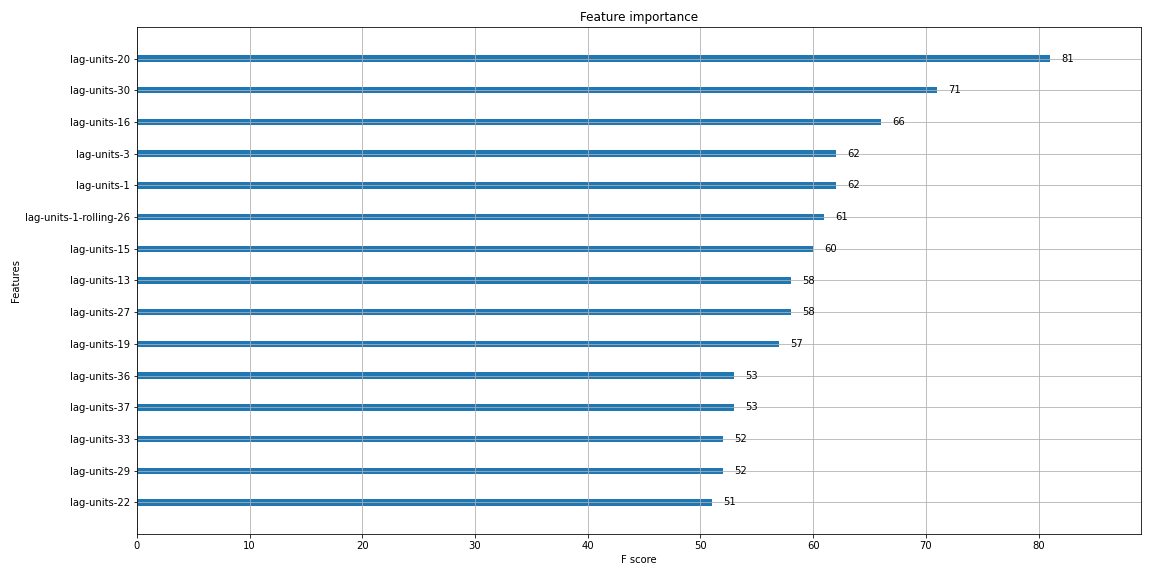 Feature importance
lag-units-20 81
lag-units-30 71
lag-units-16 66
lag-units-3 62
lag-units-1 62
lag-units-1-rolling-26 61
lag-units-15 60
lag-units-13 58
lag-units-27 58
lag-units-19 57
lag-units-36 53
lag-units-37 53
lag-units-33 52
lag-units-29 52
lag-units-22 51
Features
0 10 20 30 40 50 60 70 80
F score